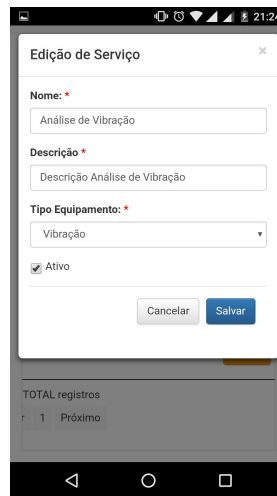 21:24
Edição de Serviço ×
Nome: *
Análise de Vibração
Descrição *
Descrição Análise de Vibração
Tipo Equipamento: *
Vibração
Ativo
Cancelar Salvar
TOTAL registros
r 1 Próximo